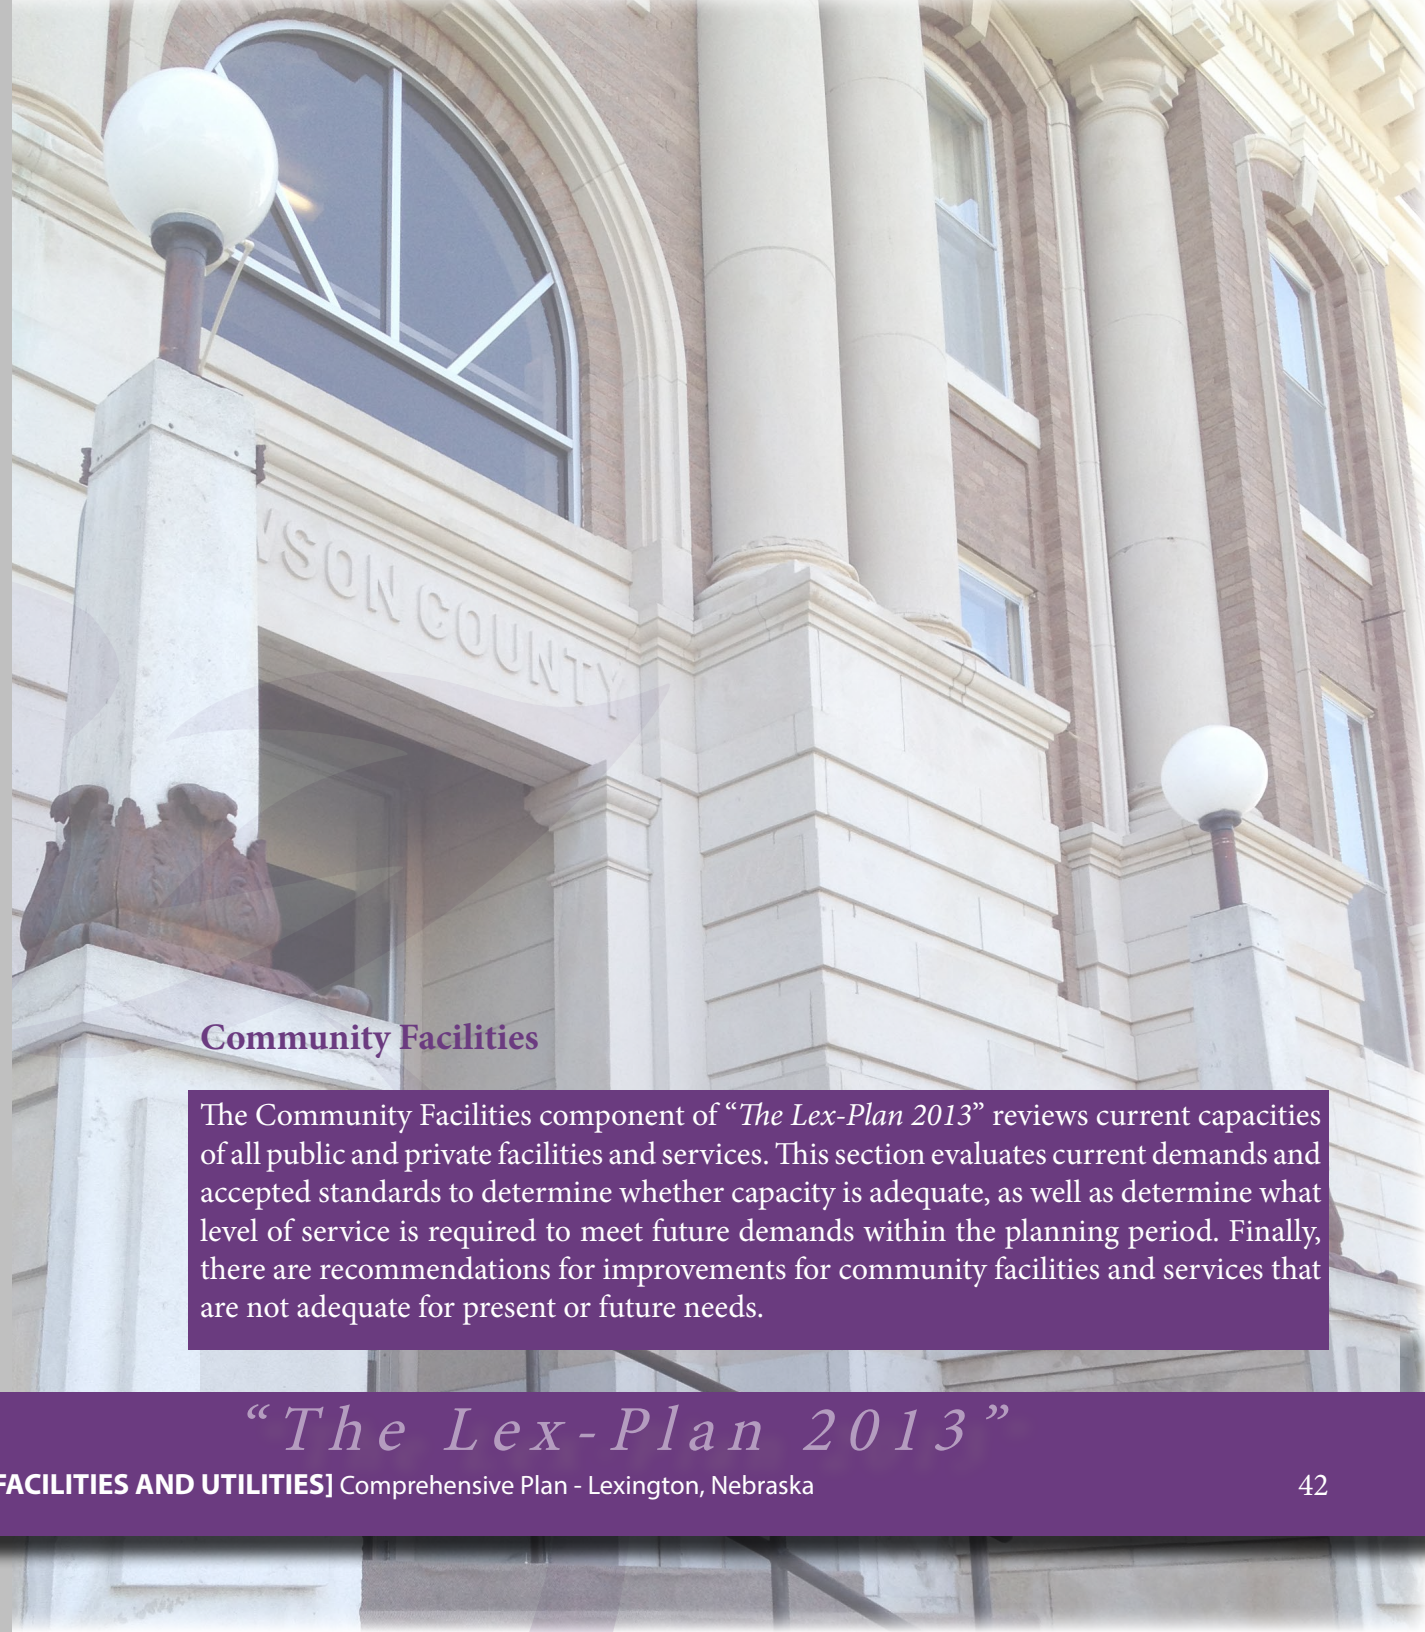 WSON COUNTY
Community Facilities
The Community Facilities component of “The Lex-Plan 2013” reviews current capacities
of all public and private facilities and services. This section evaluates current demands and
accepted standards to determine whether capacity is adequate, as well as determine what
level of service is required to meet future demands within the planning period. Finally,
there are recommendations for improvements for community facilities and services that
are not adequate for present or future needs.
“The Lex-Plan 2013”
FACILITIES AND UTILITIES] Comprehensive Plan - Lexington, Nebraska 42